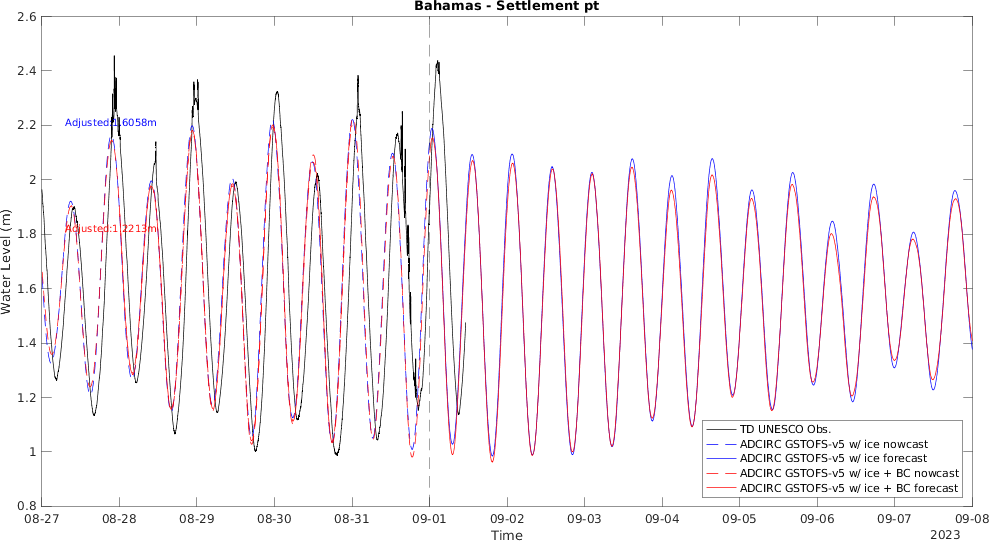 Bahamas - Settlement pt
Water Level (m)
2.6
2.4
2.2
2
1.8
1.6
1.4
1.2
1
0.8
Adjusted:1.6058m
Adjusted:1.2213m
TD UNESCO Obs.
ADCIRC GSTOFS-v5 w/ ice nowcast
ADCIRC GSTOFS-v5 w/ ice forecast
ADCIRC GSTOFS-v5 w/ ice + BC nowcast
ADCIRC GSTOFS-v5 w/ ice + BC forecast
08-27 08-28 08-29 08-30 08-31 09-01 09-02 09-03 09-04 09-05 09-06 09-07 09-08
Time
2023